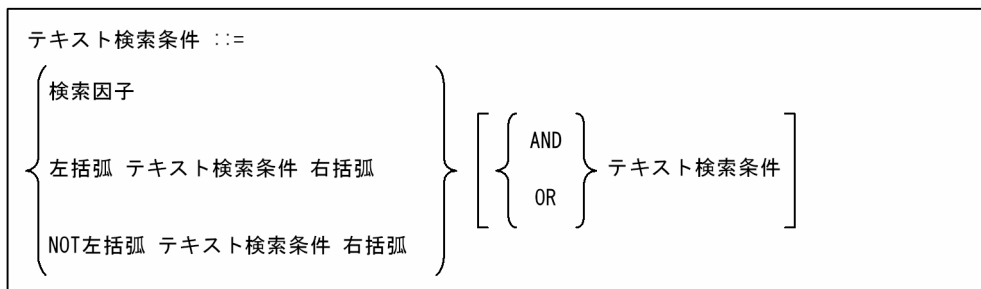 テキスト検索条件 ::=
検索因子
左括弧 テキスト検索条件 右括弧
NOT左括弧 テキスト検索条件 右括弧
AND
OR
テキスト検索条件